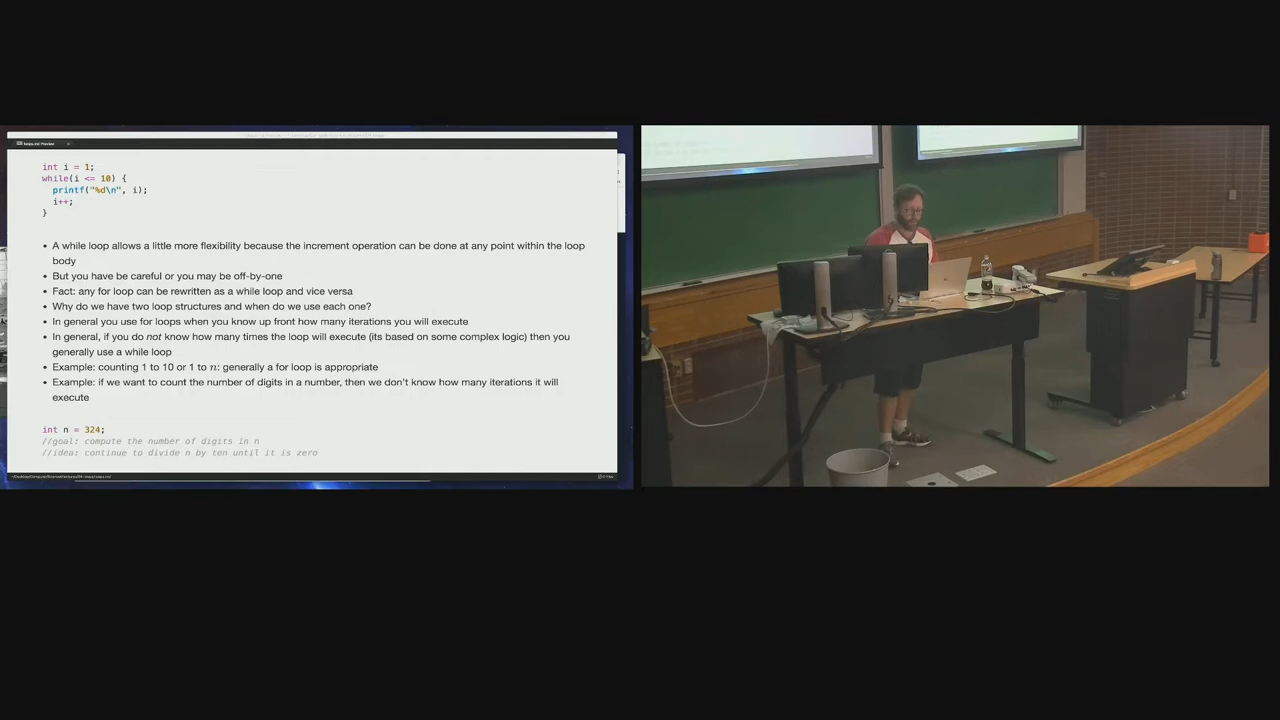 loops.md Preview
int i = 1;
while(i <= 10) {
printf("%d\n", i);
i++;
}
• A while loop allows a little more flexibility because the increment operation can be done at any point within the loop
body
• But you have be careful or you may be off-by-one
• Fact: any for loop can be rewritten as a while loop and vice versa
• Why do we have two loop structures and when do we use each one?
• In general you use for loops when you know up front how many iterations you will execute
• In general, if you do not know how many times the loop will execute (its based on some complex logic) then you
generally use a while loop
• Example: counting 1 to 10 or 1 to n: generally a for loop is appropriate
• Example: if we want to count the number of digits in a number, then we don't know how many iterations it will
execute
int n = 324;
//goal: compute the number of digits in n
//idea: continue to divide n by ten until it is zero